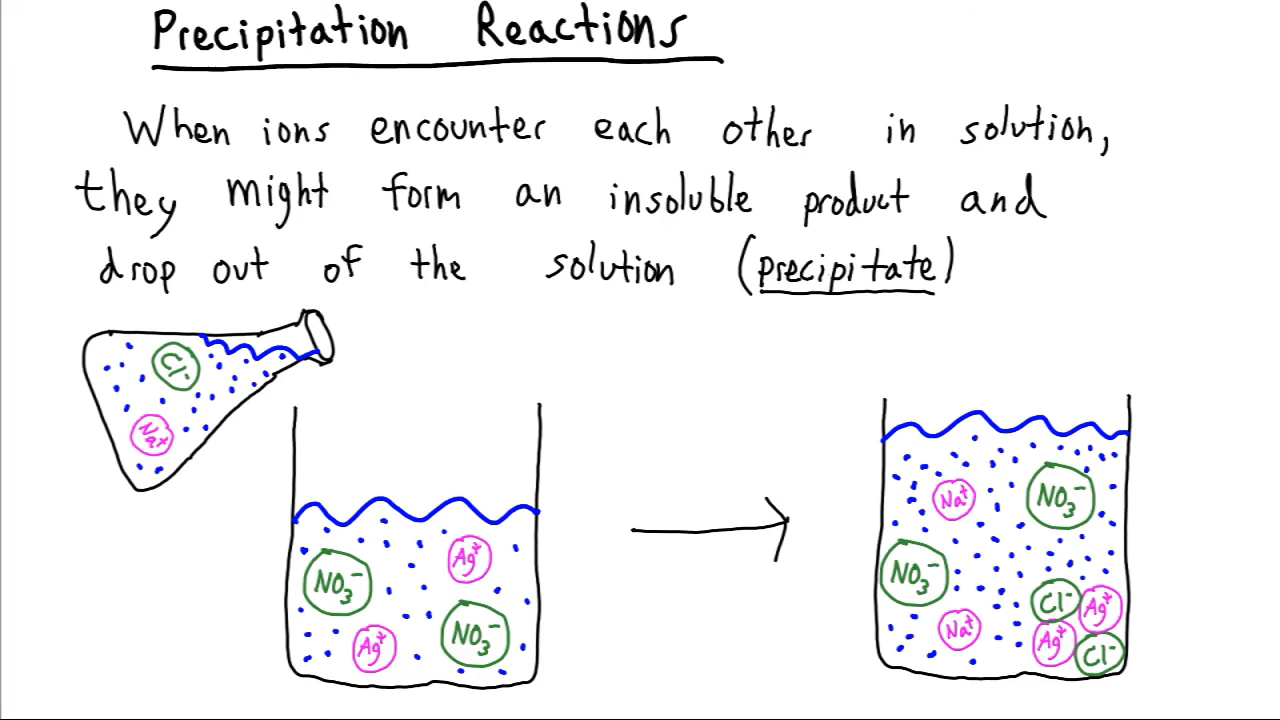 Precipitation Reactions
When ions encounter each other in solution,
they might form an insoluble product and
drop out of the solution (precipitate)
Cl⁻
Na⁺
NO₃⁻
Ag⁺
Ag⁺
NO₃⁻
Na⁺
NO₃⁻
NO₃⁻
Na⁺
Cl⁻ Ag⁺
Ag⁺ Cl⁻